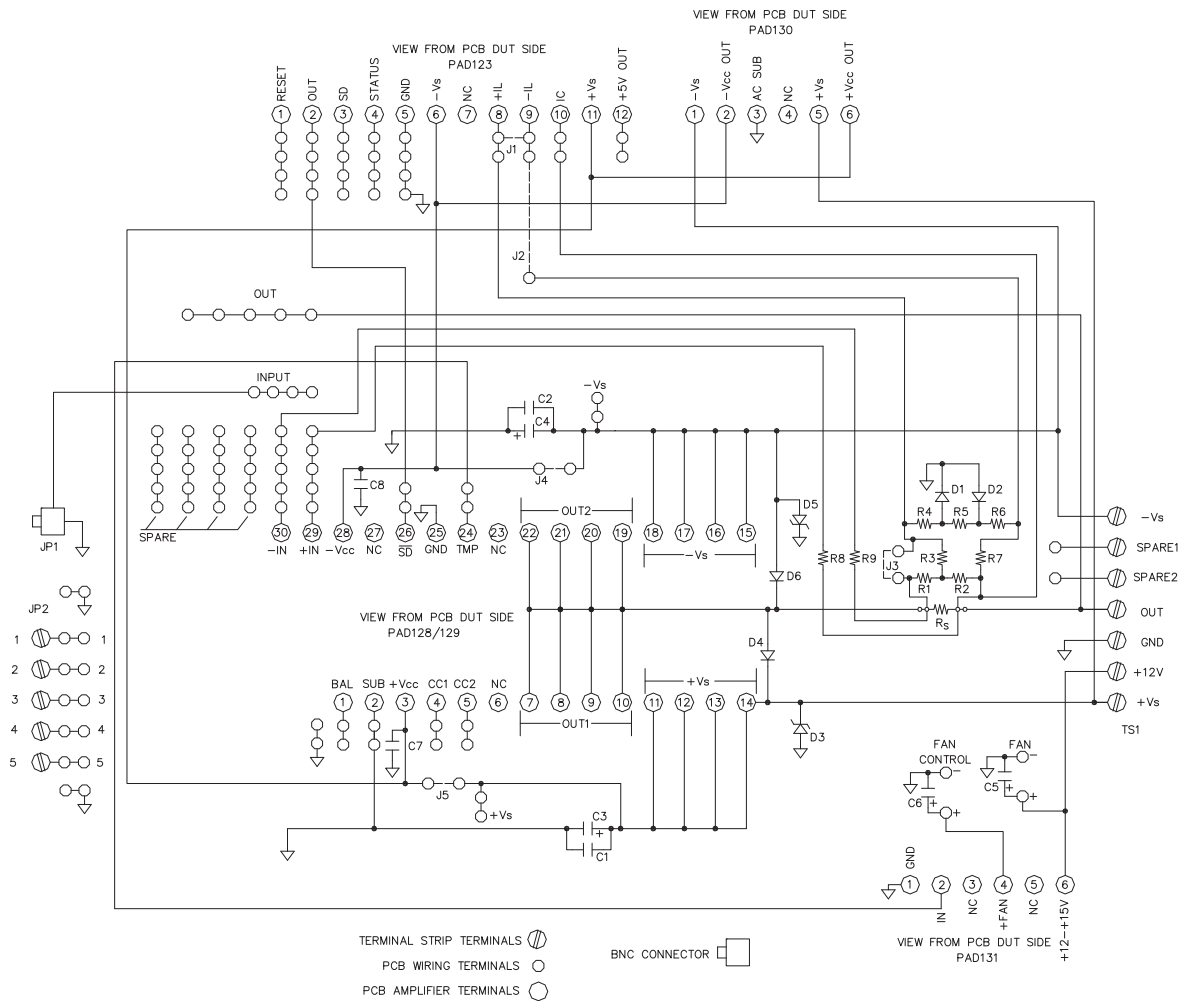 VIEW FROM PCB DUT SIDE
PAD130
VIEW FROM PCB DUT SIDE
PAD123
RESET
OUT
SD
STATUS
GND
-Vs
NC
+IL
-IL
IC
+Vs
+5V OUT
-Vs
-Vcc OUT
AC SUB
NC
+Vs
+Vcc OUT
1 2 3 4 5 6 7 8 9 10 11 12
1 2 3 4 5 6
J1
J2
OUT
INPUT
-Vs
C2
C4
+
C8
J4
D5
D6
D1
D2
R4 R5 R6
R3
R7
J3
R1 R2
R8 R9
Rs
JP1
SPARE
OUT2
30 29 28 27 26 25 24 23 22 21 20 19 18 17 16 15
-IN +IN -Vcc NC SD GND TMP NC
-Vs
-Vs
SPARE1
SPARE2
OUT
GND
+12V
+Vs
TS1
VIEW FROM PCB DUT SIDE
PAD128/129
D4
D3
JP2
1 1
2 2
3 3
4 4
5 5
BAL SUB +Vcc CC1 CC2 NC
+Vs
1 2 3 4 5 6 7 8 9 10 11 12 13 14
OUT1
C7
J5
+Vs
C3
+
C1
FAN
CONTROL
-
C6
+
+
FAN
-
C5
+
+
GND
1 2 3 4 5 6
IN
NC
+FAN
NC
+12-+15V
VIEW FROM PCB DUT SIDE
PAD131
TERMINAL STRIP TERMINALS
PCB WIRING TERMINALS
PCB AMPLIFIER TERMINALS
BNC CONNECTOR